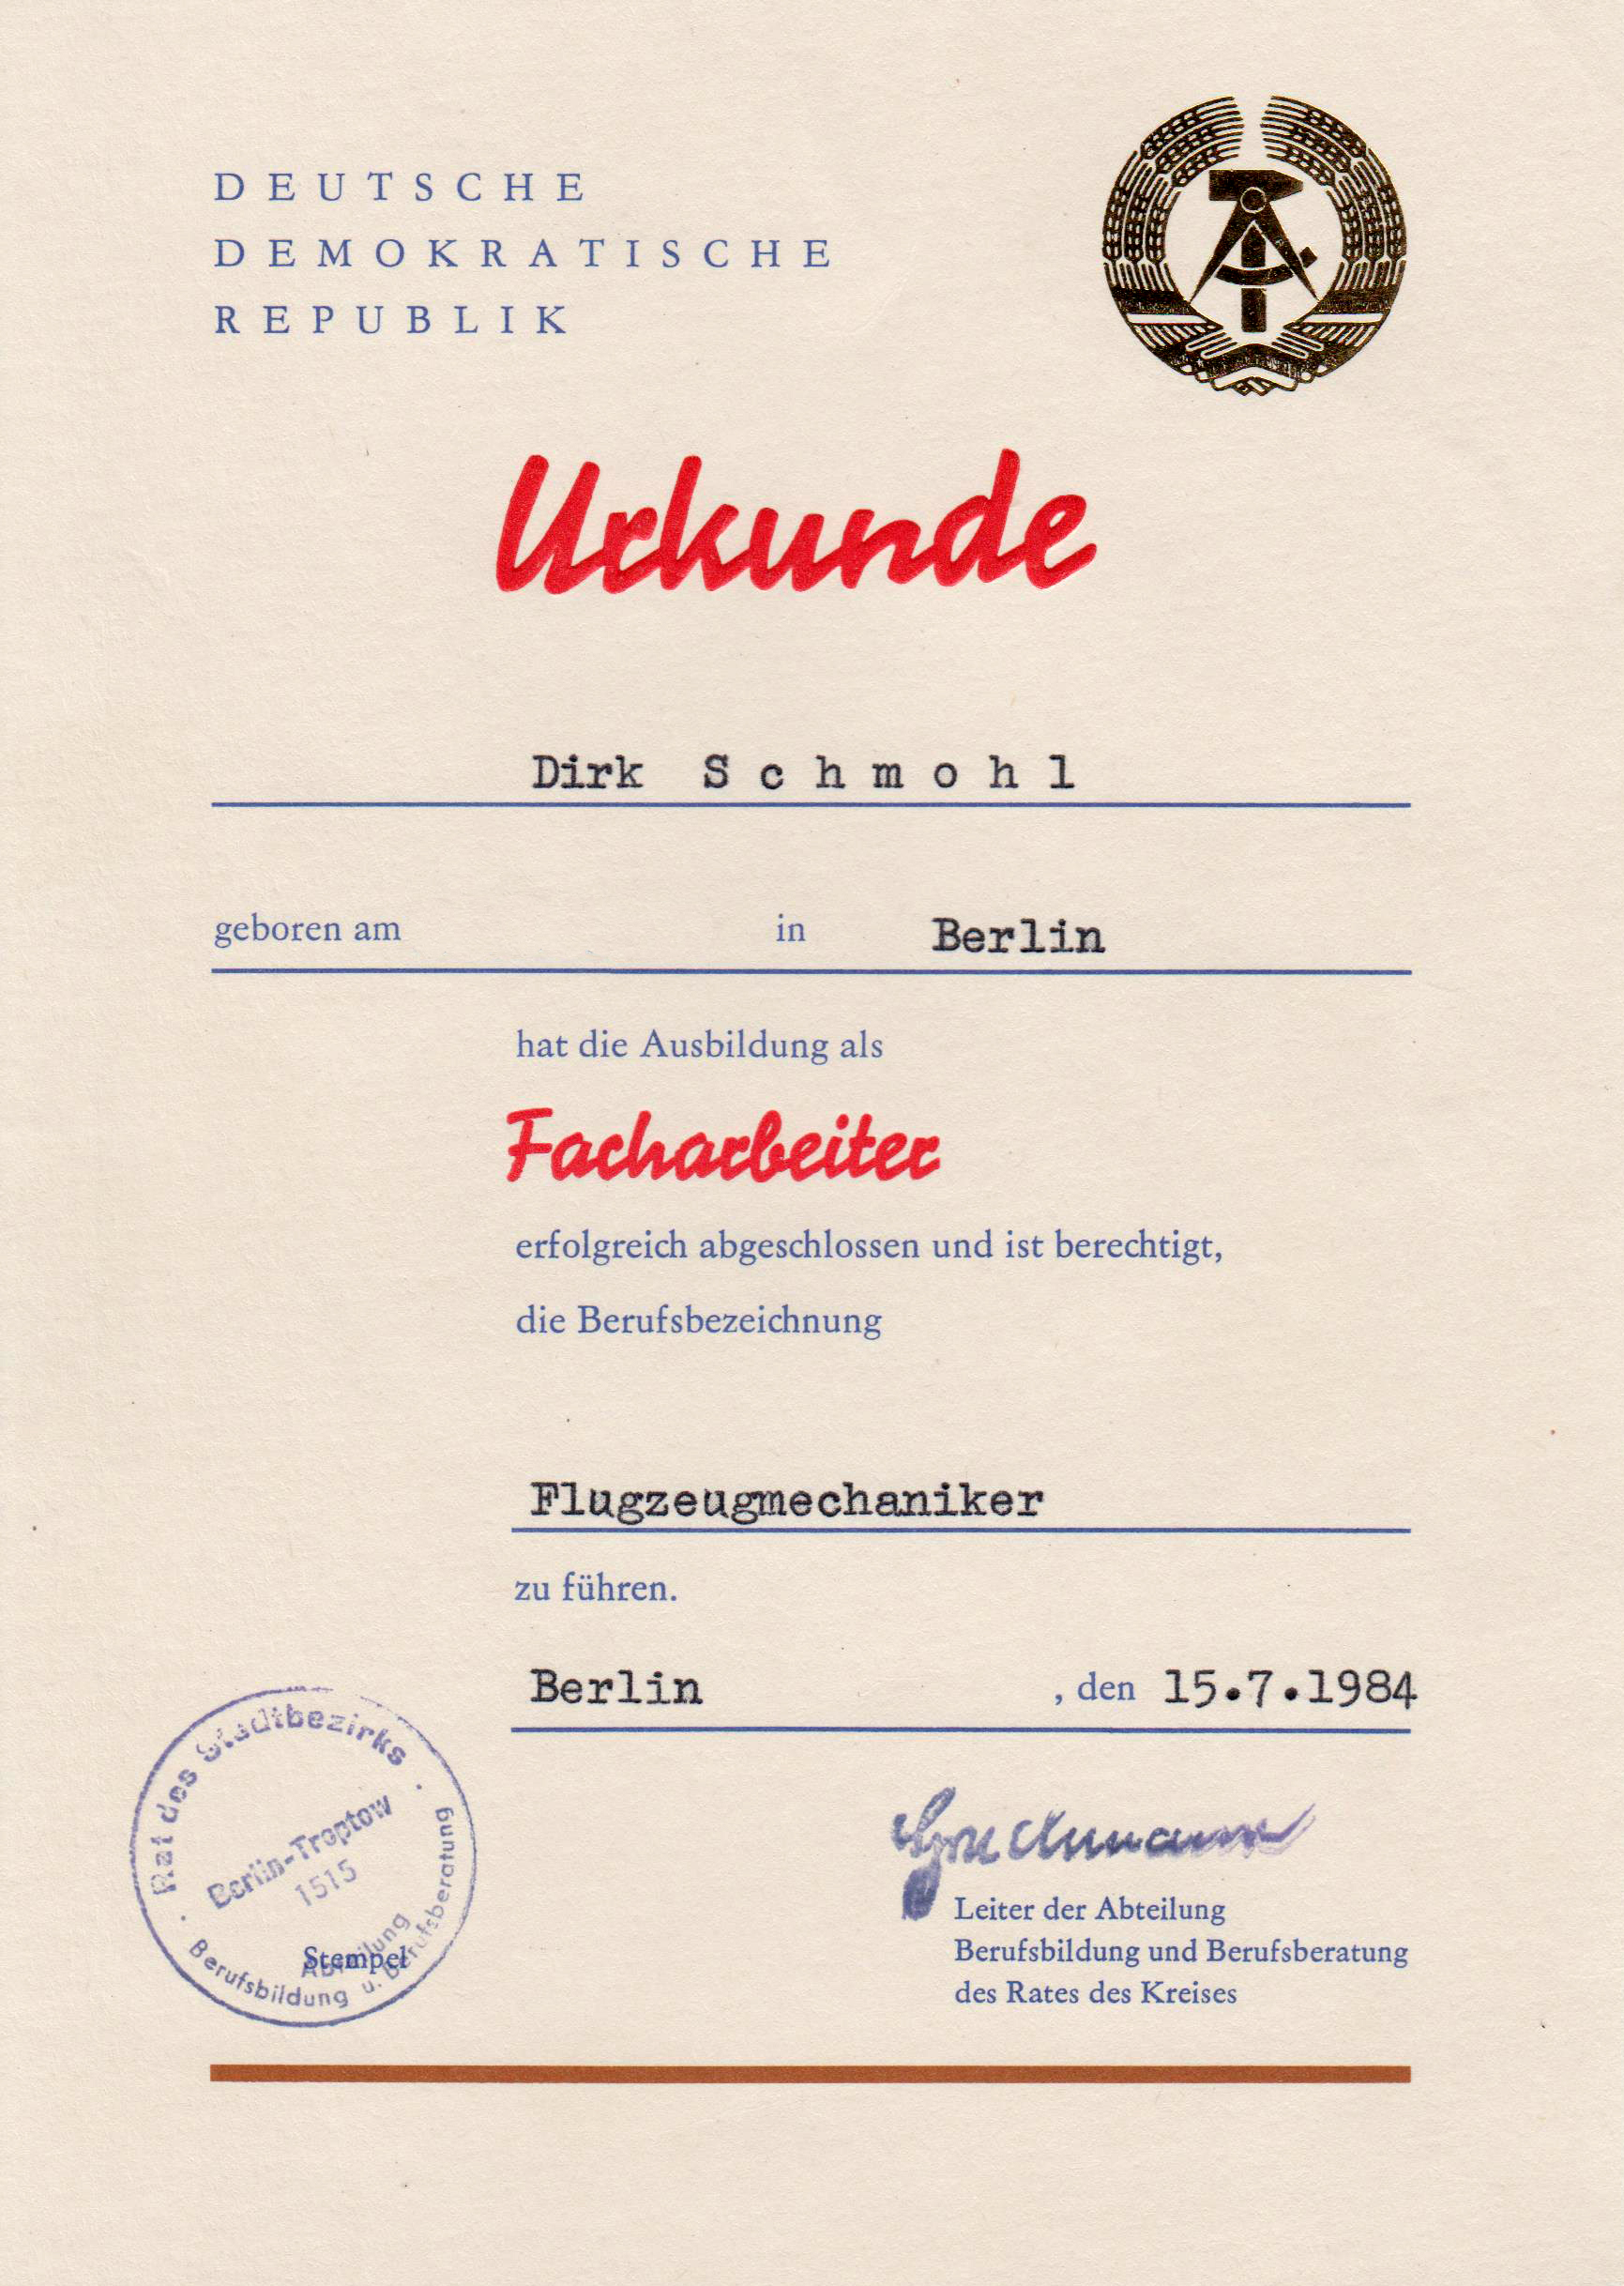 DEUTSCHE
DEMOKRATISCHE
REPUBLIK
Urkunde
Dirk Schmohl
geboren am in Berlin
hat die Ausbildung als
Facharbeiter
erfolgreich abgeschlossen und ist berechtigt,
die Berufsbezeichnung
Flugzeugmechaniker
zu führen.
Berlin , den 15.7.1984
Rat des Stadtbezirks
Berlin-Treptow
1515
Abteilung
Berufsbildung u. Berufsberatung
Stempel
Leiter der Abteilung
Berufsbildung und Berufsberatung
des Rates des Kreises